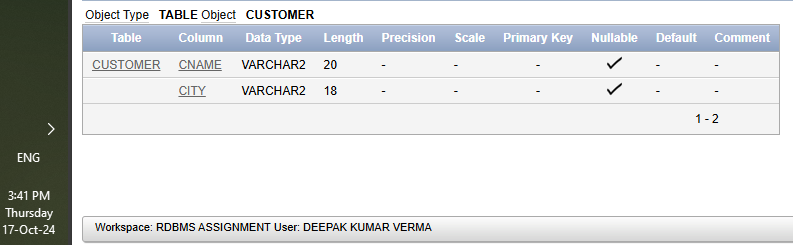 Object Type TABLE Object CUSTOMER
Table Column Data Type Length Precision Scale Primary Key Nullable Default Comment
CUSTOMER CNAME VARCHAR2 20 - - - ✓ - -
CITY VARCHAR2 18 - - - ✓ - -
1 - 2
ENG
3:41 PM
Thursday
17-Oct-24
Workspace: RDBMS ASSIGNMENT User: DEEPAK KUMAR VERMA